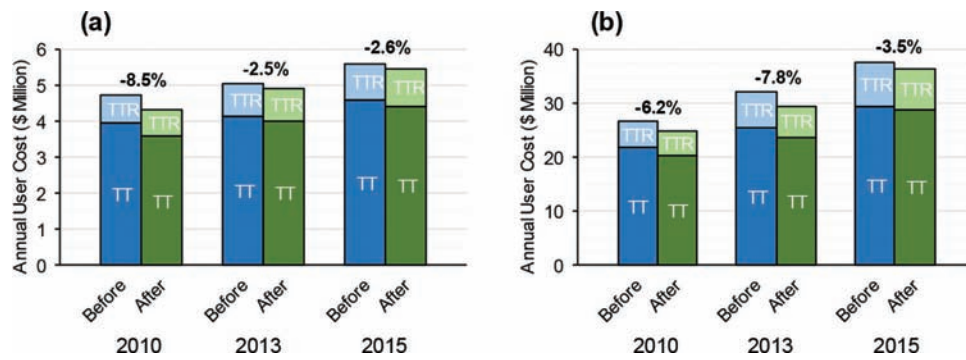 (a)
Annual User Cost ($ Million)
6
5
4
3
2
1
0
-8.5%
-2.5%
-2.6%
TTR
TTR
TTR
TTR
TTR
TTR
TT
TT
TT
TT
TT
TT
Before
After
Before
After
Before
After
2010
2013
2015
(b)
Annual User Cost ($ Million)
40
30
20
10
0
-6.2%
-7.8%
-3.5%
TTR
TTR
TTR
TTR
TTR
TTR
TT
TT
TT
TT
TT
TT
Before
After
Before
After
Before
After
2010
2013
2015